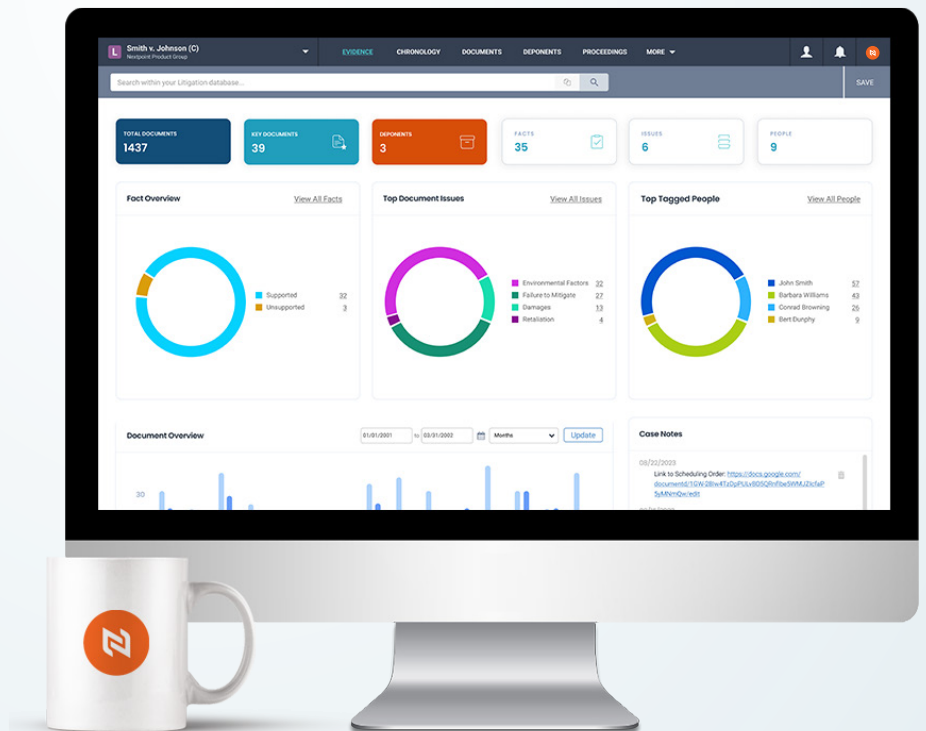 L
Smith v. Johnson (C)
Nextpoint Product Group
EVIDENCE CHRONOLOGY DOCUMENTS DEPONENTS PROCEEDINGS MORE
Search within your Litigation database...
SAVE
TOTAL DOCUMENTS
1437
KEY DOCUMENTS
39
DEPONENTS
3
FACTS
35
ISSUES
6
PEOPLE
9
Fact Overview View All Facts
Supported 32
Unsupported 3
Top Document Issues View All Issues
Environmental Factors 32
Failure to Mitigate 27
Damages 13
Retaliation 4
Top Tagged People View All People
John Smith 57
Barbara Williams 43
Conrad Browning 26
Bert Dunphy 9
Document Overview 01/01/2001 to 03/31/2002 Months Update
30
Case Notes
03/22/2023
Link to Scheduling Order: https://docs.google.com/